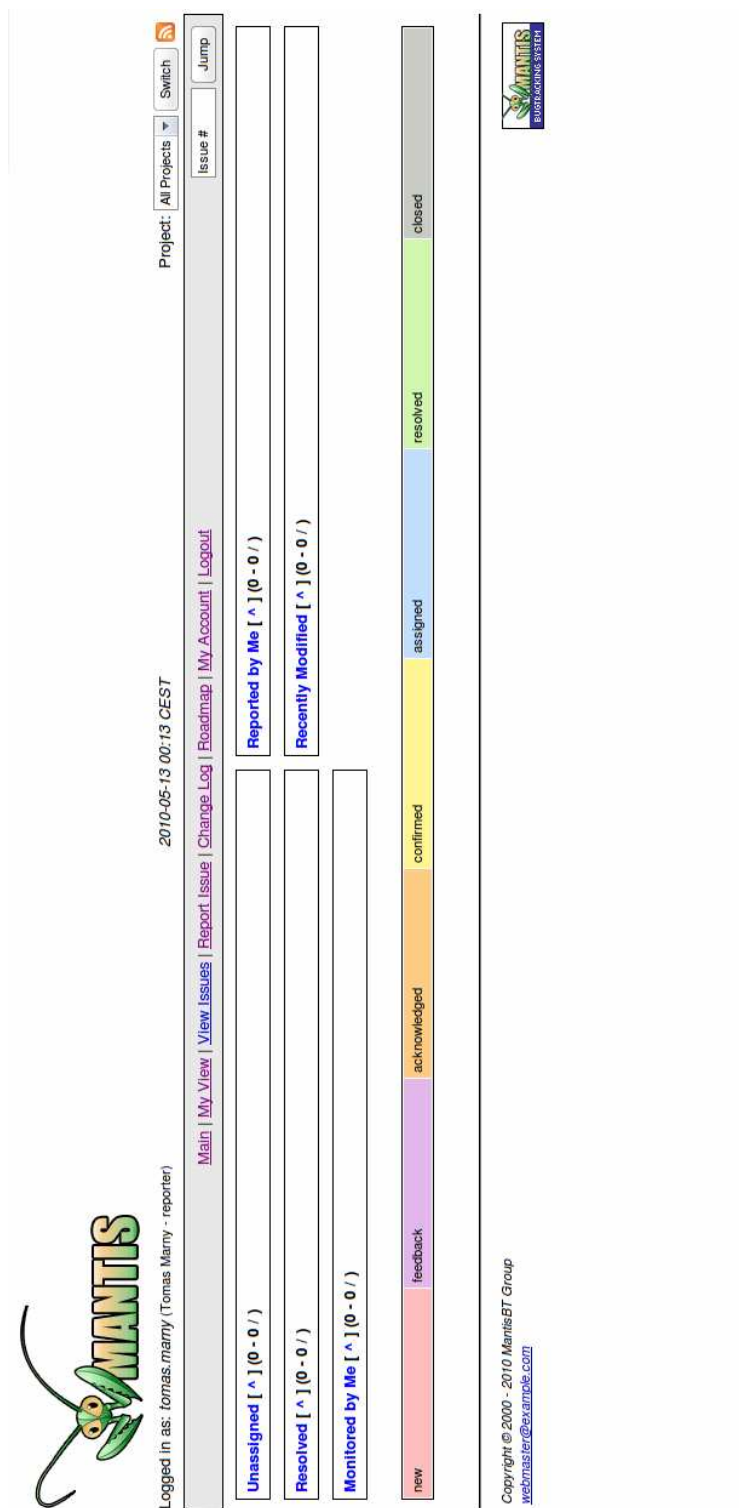 MANTIS
Logged in as: tomas.marny (Tomas Marny - reporter)
2010-05-13 00:13 CEST
Project: All Projects Switch
Main | My View | View Issues | Report Issue | Change Log | Roadmap | My Account | Logout
Issue # Jump
Unassigned [ ^ ] (0 - 0 / )
Reported by Me [ ^ ] (0 - 0 / )
Resolved [ ^ ] (0 - 0 / )
Recently Modified [ ^ ] (0 - 0 / )
Monitored by Me [ ^ ] (0 - 0 / )
new feedback acknowledged confirmed assigned resolved closed
Copyright © 2000 - 2010 MantisBT Group
webmaster@example.com
MANTIS
BUGTRACKING SYSTEM